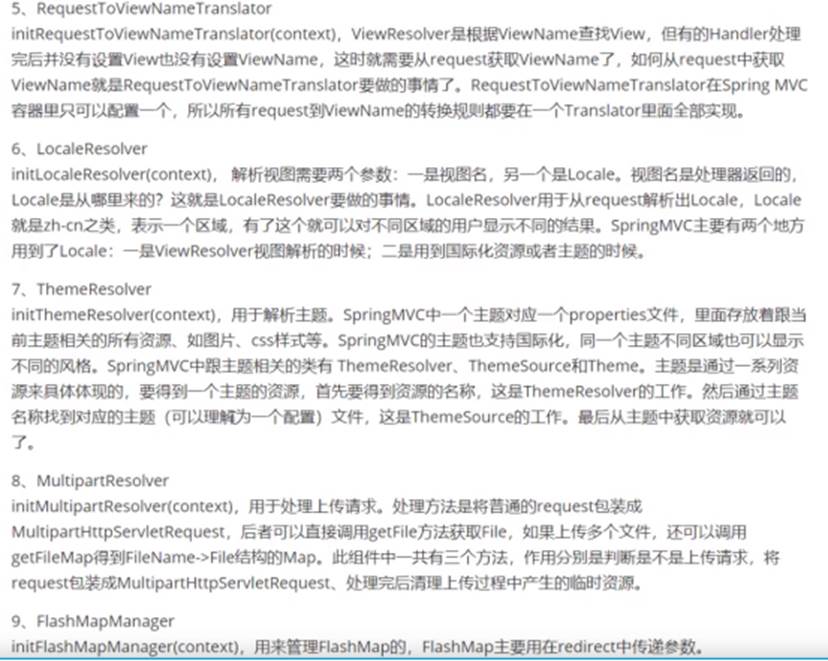 5、RequestToViewNameTranslator
initRequestToViewNameTranslator(context)，ViewResolver是根据ViewName查找View，但有的Handler处理
完后并没有设置View也没有设置ViewName，这时就需要从request获取ViewName了，如何从request中获取
ViewName就是RequestToViewNameTranslator要做的事情了。RequestToViewNameTranslator在Spring MVC
容器里只可以配置一个，所以所有request到ViewName的转换规则都要在一个Translator里面全部实现。
6、LocaleResolver
initLocaleResolver(context)， 解析视图需要两个参数：一是视图名，另一个是Locale。视图名是处理器返回的，
Locale是从哪里来的？这就是LocaleResolver要做的事情。LocaleResolver用于从request解析出Locale，Locale
就是zh-cn之类，表示一个区域，有了这个就可以对不同区域的用户显示不同的结果。SpringMVC主要有两个地方
用到了Locale：一是ViewResolver视图解析的时候；二是用到国际化资源或者主题的时候。
7、ThemeResolver
initThemeResolver(context)，用于解析主题。SpringMVC中一个主题对应一个properties文件，里面存放着跟当
前主题相关的所有资源、如图片、css样式等。SpringMVC的主题也支持国际化，同一个主题不同区域也可以显示
不同的风格。SpringMVC中跟主题相关的类有 ThemeResolver、ThemeSource和Theme。主题是通过一系列资
源来具体体现的，要得到一个主题的资源，首先要得到资源的名称，这是ThemeResolver的工作。然后通过主题
名称找到对应的主题（可以理解为一个配置）文件，这是ThemeSource的工作。最后从主题中获取资源就可以
了。
8、MultipartResolver
initMultipartResolver(context)，用于处理上传请求。处理方法是将普通的request包装成
MultipartHttpServletRequest，后者可以直接调用getFile方法获取File，如果上传多个文件，还可以调用
getFileMap得到FileName->File结构的Map。此组件中一共有三个方法，作用分别是判断是不是上传请求，将
request包装成MultipartHttpServletRequest、处理完后清理上传过程中产生的临时资源。
9、FlashMapManager
initFlashMapManager(context)，用来管理FlashMap的，FlashMap主要用在redirect中传递参数。